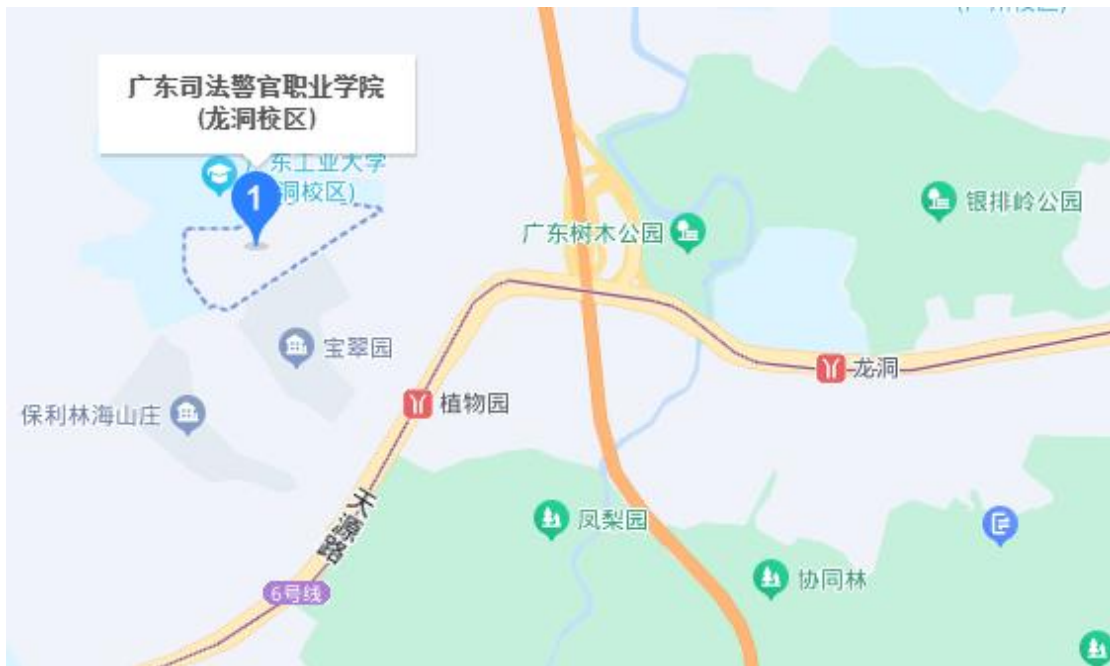 广东司法警官职业学院
(龙洞校区)
东工业大学
洞校区)
1
银排岭公园
广东树木公园
宝翠园
龙洞
植物园
保利林海山庄
天源路
凤梨园
协同林
6号线